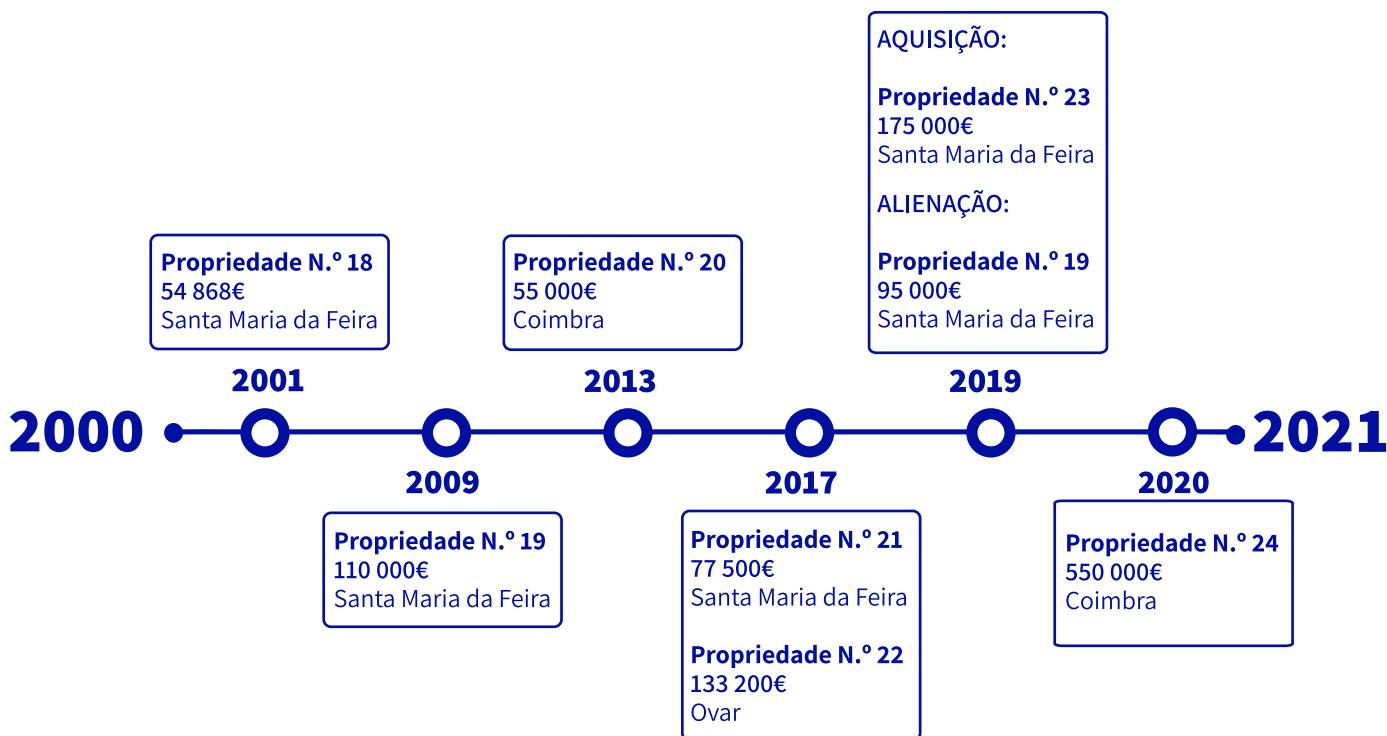 AQUISIÇÃO:
Propriedade N.º 23
175 000€
Santa Maria da Feira
ALIENAÇÃO:
Propriedade N.º 19
95 000€
Santa Maria da Feira
Propriedade N.º 18
54 868€
Santa Maria da Feira
Propriedade N.º 20
55 000€
Coimbra
2001
2013
2019
2000
2021
2009
2017
2020
Propriedade N.º 19
110 000€
Santa Maria da Feira
Propriedade N.º 21
77 500€
Santa Maria da Feira
Propriedade N.º 22
133 200€
Ovar
Propriedade N.º 24
550 000€
Coimbra